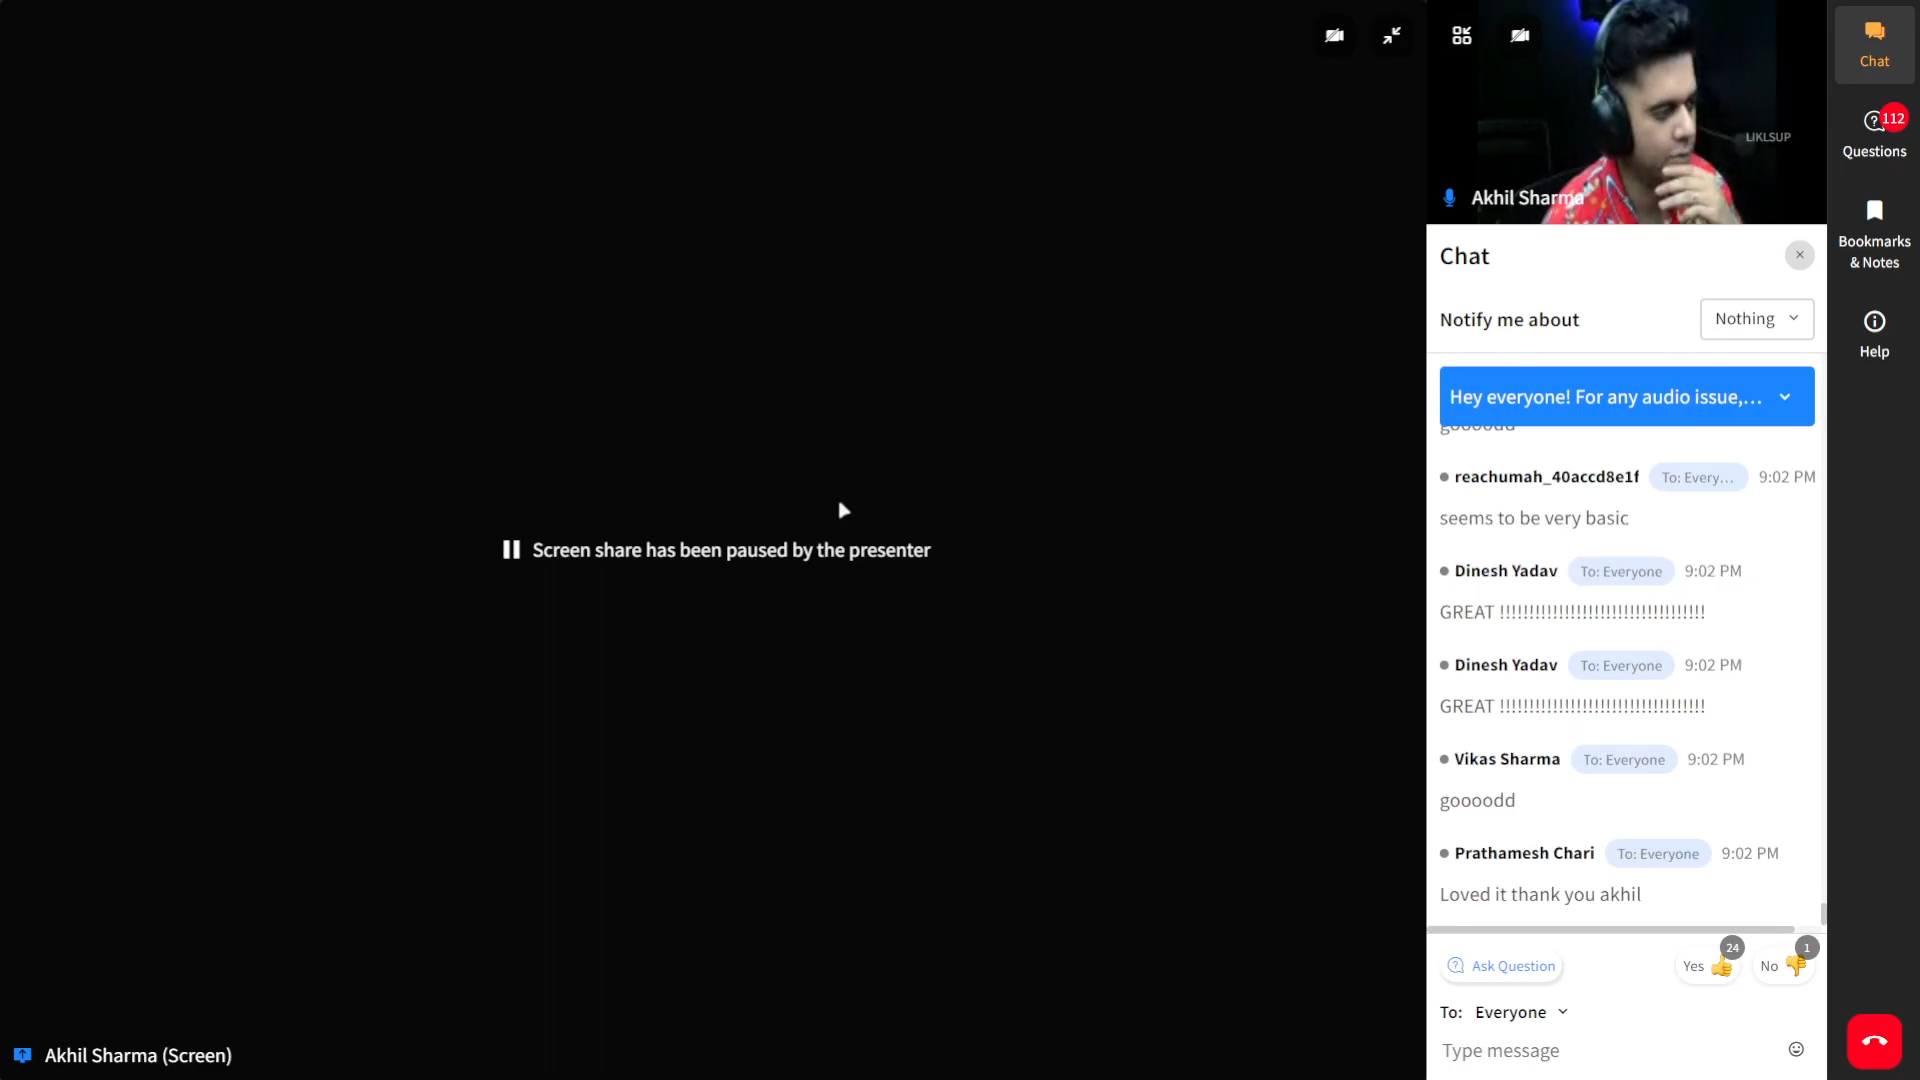 Screen share has been paused by the presenter
Akhil Sharma (Screen)
LIKLSUP
Akhil Sharma
Chat
Notify me about
Nothing
Hey everyone! For any audio issue,...
goooodd
reachumah_40accd8e1f To: Every... 9:02 PM
seems to be very basic
Dinesh Yadav To: Everyone 9:02 PM
GREAT !!!!!!!!!!!!!!!!!!!!!!!!!!!!!!!!!!!
Dinesh Yadav To: Everyone 9:02 PM
GREAT !!!!!!!!!!!!!!!!!!!!!!!!!!!!!!!!!!!
Vikas Sharma To: Everyone 9:02 PM
goooodd
Prathamesh Chari To: Everyone 9:02 PM
Loved it thank you akhil
Ask Question
Yes 24
No 1
To: Everyone
Type message
Chat
112
Questions
Bookmarks
& Notes
Help